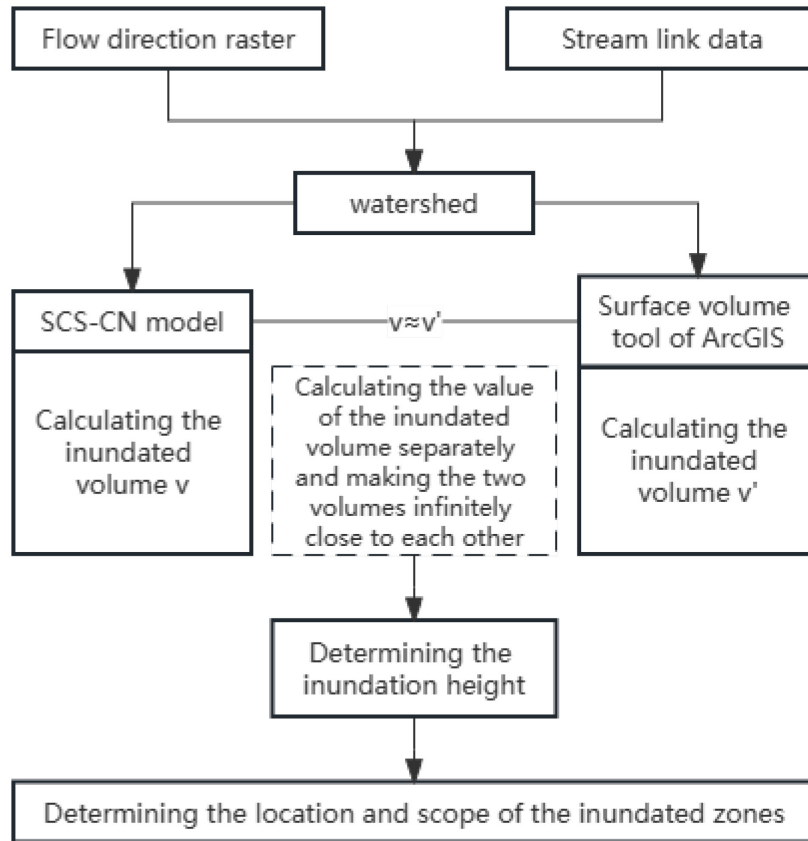 Flow direction raster
Stream link data
watershed
SCS-CN model
v≈v'
Surface volume
tool of ArcGIS
Calculating the
inundated
volume v
Calculating the value
of the inundated
volume separately
and making the two
volumes infinitely
close to each other
Calculating the
inundated
volume v'
Determining the
inundation height
Determining the location and scope of the inundated zones